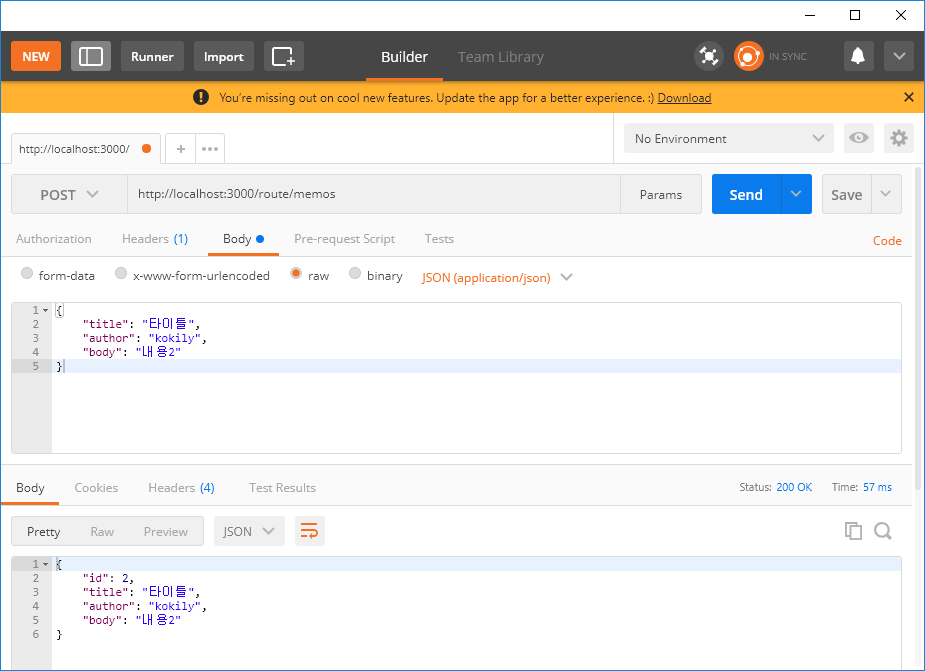 NEW Runner Import Builder Team Library IN SYNC
You're missing out on cool new features. Update the app for a better experience. :) Download
http://localhost:3000/ No Environment
POST http://localhost:3000/route/memos Params Send Save
Authorization Headers (1) Body Pre-request Script Tests Code
form-data x-www-form-urlencoded raw binary JSON (application/json)
1 {
2 "title": "타이틀",
3 "author": "kokily",
4 "body": "내용2"
5 }
Body Cookies Headers (4) Test Results Status: 200 OK Time: 57 ms
Pretty Raw Preview JSON
1 {
2 "id": 2,
3 "title": "타이틀",
4 "author": "kokily",
5 "body": "내용2"
6 }